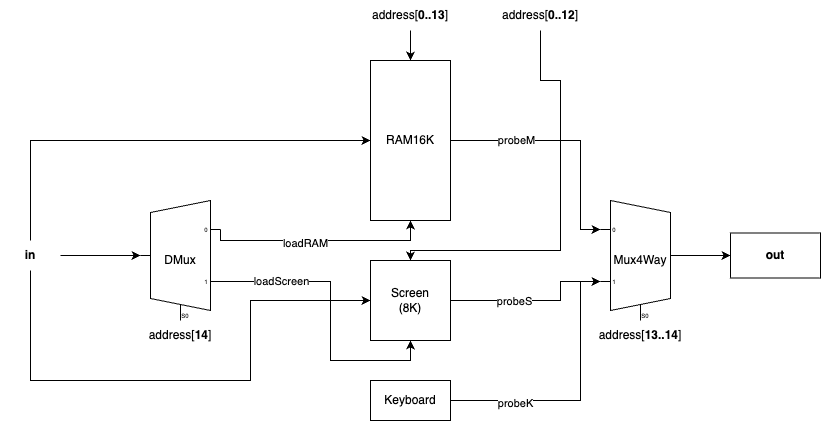 address[0..13]
address[0..12]
RAM16K
probeM
0
0
loadRAM
in
DMux
Mux4Way
out
1
loadScreen
1
Screen
(8K)
probeS
S0
S0
address[14]
address[13..14]
Keyboard
probeK